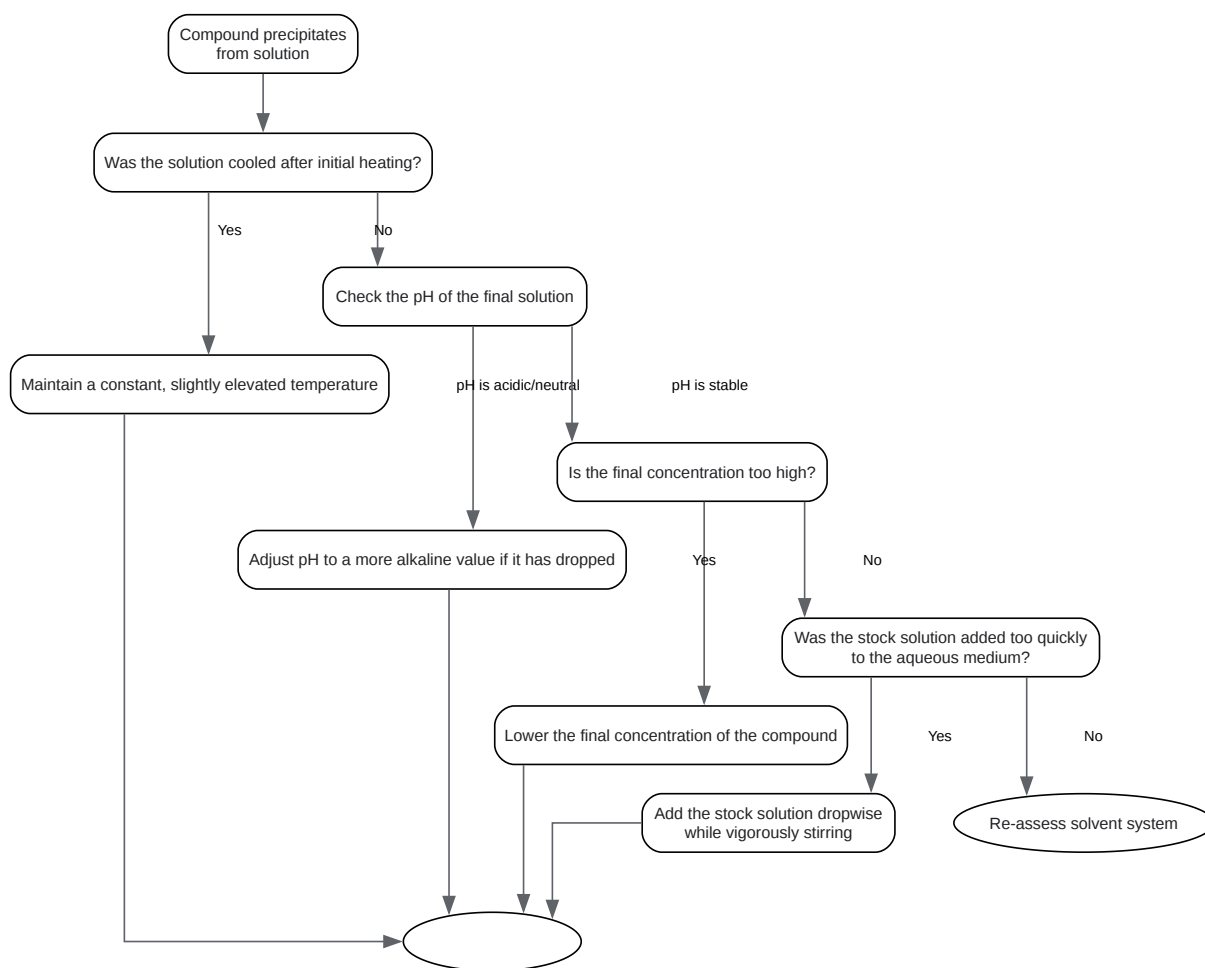 Compound precipitates
from solution
Was the solution cooled after initial heating?
Yes
No
Check the pH of the final solution
Maintain a constant, slightly elevated temperature
pH is acidic/neutral
pH is stable
Is the final concentration too high?
Adjust pH to a more alkaline value if it has dropped
Yes
No
Was the stock solution added too quickly
to the aqueous medium?
Lower the final concentration of the compound
Yes
No
Add the stock solution dropwise
while vigorously stirring
Re-assess solvent system